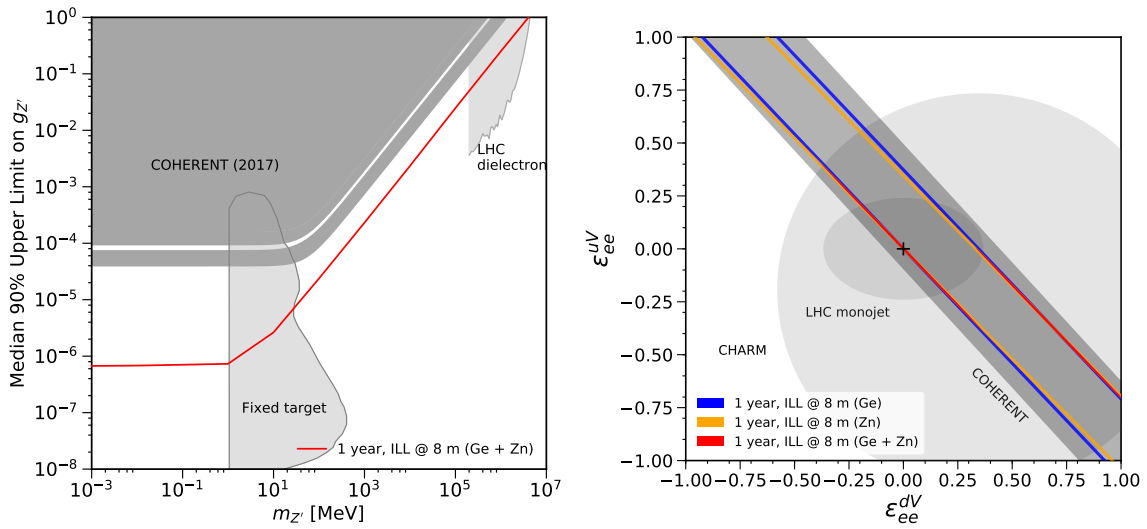 Median 90% Upper Limit on g_{Z'}
10^0
10^{-1}
10^{-2}
10^{-3}
10^{-4}
10^{-5}
10^{-6}
10^{-7}
10^{-8}
COHERENT (2017)
LHC
dielectron
Fixed target
1 year, ILL @ 8 m (Ge + Zn)
10^{-3}
10^{-1}
10^1
10^3
10^5
10^7
m_{Z'} [MeV]
ε_{ee}^{uV}
1.00
0.75
0.50
0.25
0.00
−0.25
−0.50
−0.75
−1.00
LHC monojet
CHARM
COHERENT
1 year, ILL @ 8 m (Ge)
1 year, ILL @ 8 m (Zn)
1 year, ILL @ 8 m (Ge + Zn)
−1.00
−0.75
−0.50
−0.25
0.00
0.25
0.50
0.75
1.00
ε_{ee}^{dV}